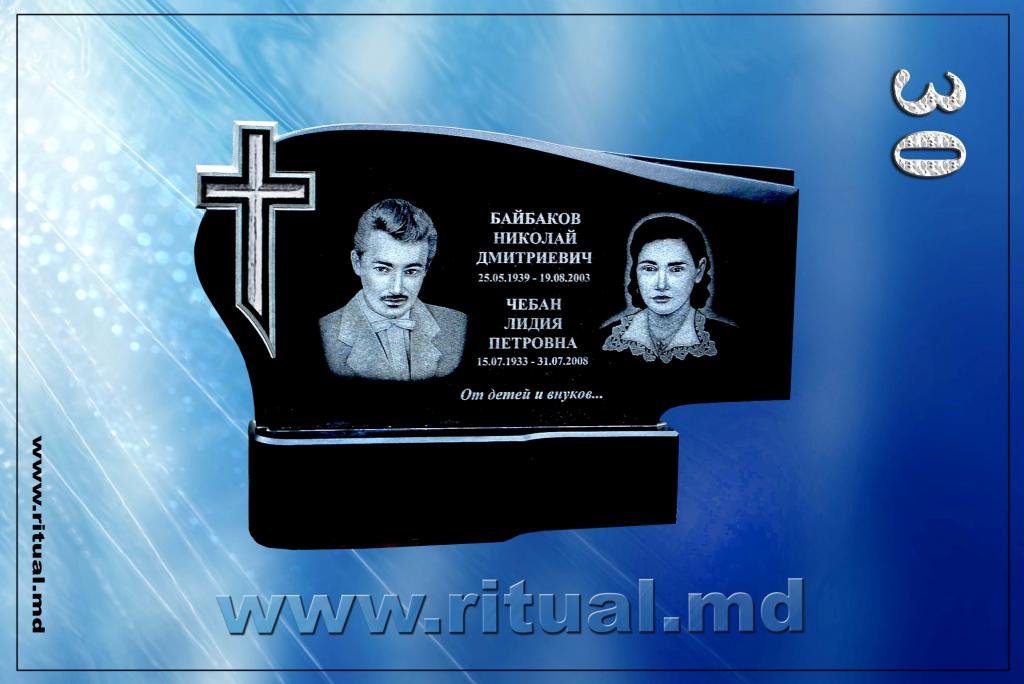 30
БАЙБАКОВ
НИКОЛАЙ
ДМИТРИЕВИЧ
25.05.1939 - 19.08.2003
ЧЕБАН
ЛИДИЯ
ПЕТРОВНА
15.07.1933 - 31.07.2008
От детей и внуков...
www.ritual.md
www.ritual.md